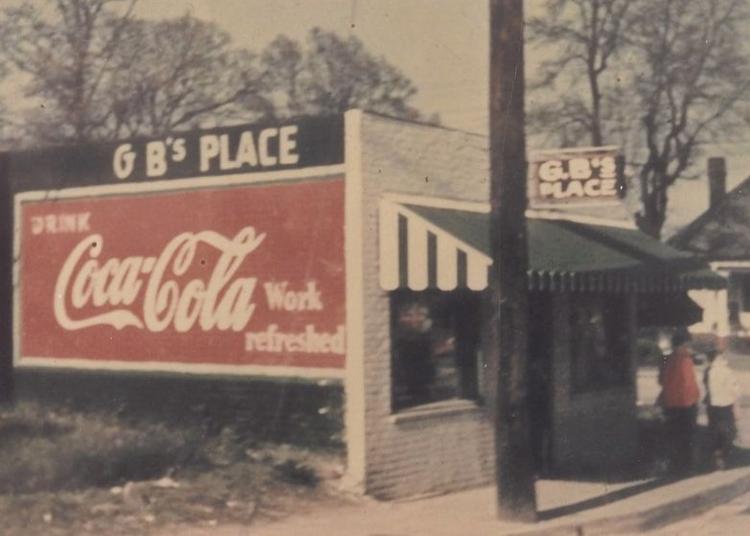 G B's PLACE
DRINK
Coca-Cola
Work
refreshed
G.B's
PLACE